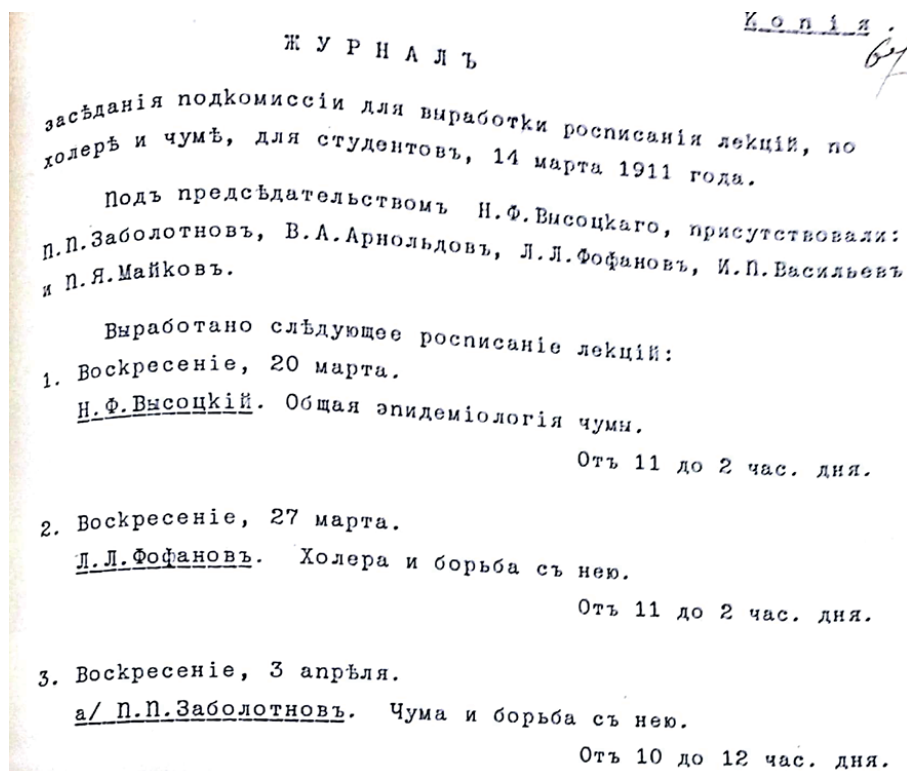 Копія.
67
ЖУРНАЛЪ
засѣданія подкомиссіи для выработки росписанія лекцій, по
холерѣ и чумѣ, для студентовъ, 14 марта 1911 года.
Подъ предсѣдательствомъ Н.Ф.Высоцкаго, присутствовали:
П.П.Заболотновъ, В.А.Арнольдовъ, Л.Л.Фофановъ, И.П.Васильевъ
и П.Я.Майковъ.
Выработано слѣдующее росписаніе лекцій:
1. Воскресеніе, 20 марта.
Н.Ф.Высоцкій. Общая эпидеміологія чумы.
Отъ 11 до 2 час. дня.
2. Воскресеніе, 27 марта.
Л.Л.Фофановъ. Холера и борьба съ нею.
Отъ 11 до 2 час. дня.
3. Воскресеніе, 3 апрѣля.
а/ П.П.Заболотновъ. Чума и борьба съ нею.
Отъ 10 до 12 час. дня.